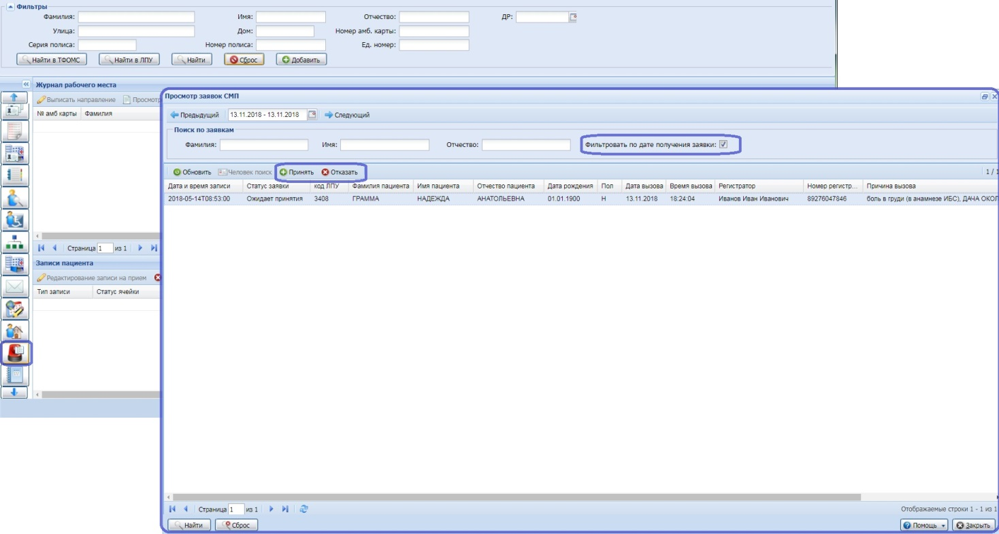 Фильтры
Фамилия: Имя: Отчество: ДР:
Улица: Дом: Номер амб. карты:
Серия полиса: Номер полиса: Ед. номер:
Найти в ТФОМС Найти в ЛПУ Найти Сброс Добавить
Журнал рабочего места
Выписать направление Просмотр
№ амб карты Фамилия
Страница 1 из 1
Записи пациента
Редактирование записи на прием
Тип записи Статус ячейки
Просмотр заявок СМП
Предыдущий 13.11.2018 - 13.11.2018 Следующий
Поиск по заявкам
Фамилия: Имя: Отчество: Фильтровать по дате получения заявки:
Обновить Человек поиск Принять Отказать 1 / 1
Дата и время записи Статус заявки код ЛПУ Фамилия пациента Имя пациента Отчество пациента Дата рождения Пол Дата вызова Время вызова Регистратор Номер регистр... Причина вызова
2018-05-14T08:53:00 Ожидает принятия 3408 ГРАММА НАДЕЖДА АНАТОЛЬЕВНА 01.01.1900 Н 13.11.2018 18:24:04 Иванов Иван Иванович 89276047846 боль в груди (в анамнезе ИБС), ДАЧА ОКОЛ
Страница 1 из 1 Отображаемые строки 1 - 1 из 1
Найти Сброс Помощь Закрыть